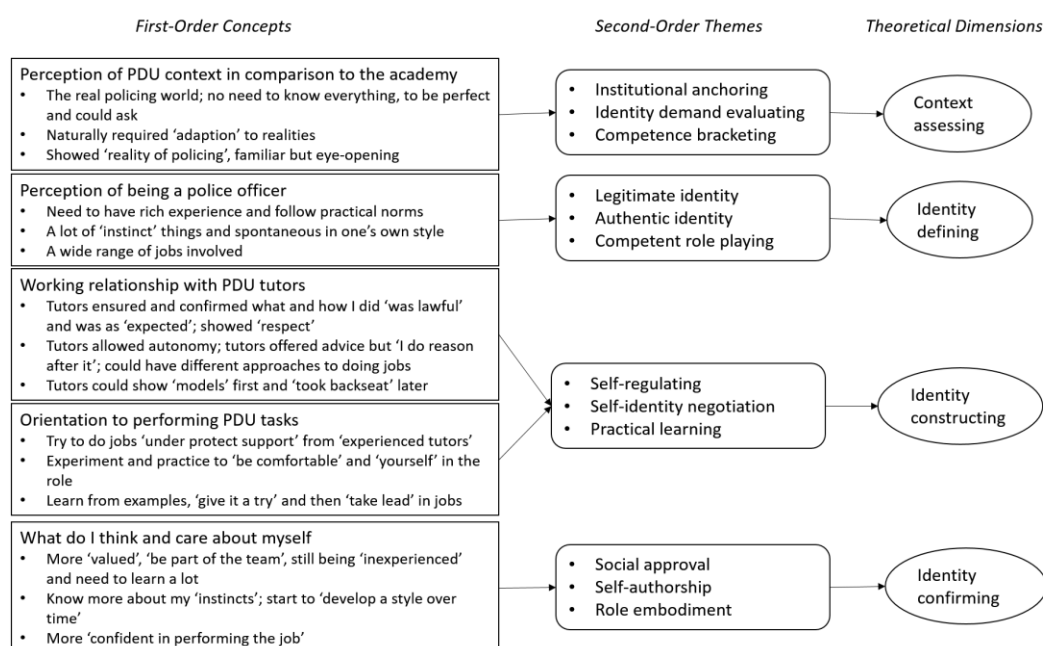 First-Order Concepts
Second-Order Themes
Theoretical Dimensions
Perception of PDU context in comparison to the academy
• The real policing world; no need to know everything, to be perfect
and could ask
• Naturally required ‘adaption’ to realities
• Showed ‘reality of policing’, familiar but eye-opening
• Institutional anchoring
• Identity demand evaluating
• Competence bracketing
Context
assessing
Perception of being a police officer
• Need to have rich experience and follow practical norms
• A lot of ‘instinct’ things and spontaneous in one’s own style
• A wide range of jobs involved
• Legitimate identity
• Authentic identity
• Competent role playing
Identity
defining
Working relationship with PDU tutors
• Tutors ensured and confirmed what and how I did ‘was lawful’
and was as ‘expected’; showed ‘respect’
• Tutors allowed autonomy; tutors offered advice but ‘I do reason
after it’; could have different approaches to doing jobs
• Tutors could show ‘models’ first and ‘took backseat’ later
Orientation to performing PDU tasks
• Try to do jobs ‘under protect support’ from ‘experienced tutors’
• Experiment and practice to ‘be comfortable’ and ‘yourself’ in the
role
• Learn from examples, ‘give it a try’ and then ‘take lead’ in jobs
• Self-regulating
• Self-identity negotiation
• Practical learning
Identity
constructing
What do I think and care about myself
• More ‘valued’, ‘be part of the team’, still being ‘inexperienced’
and need to learn a lot
• Know more about my ‘instincts’; start to ‘develop a style over
time’
• More ‘confident in performing the job’
• Social approval
• Self-authorship
• Role embodiment
Identity
confirming